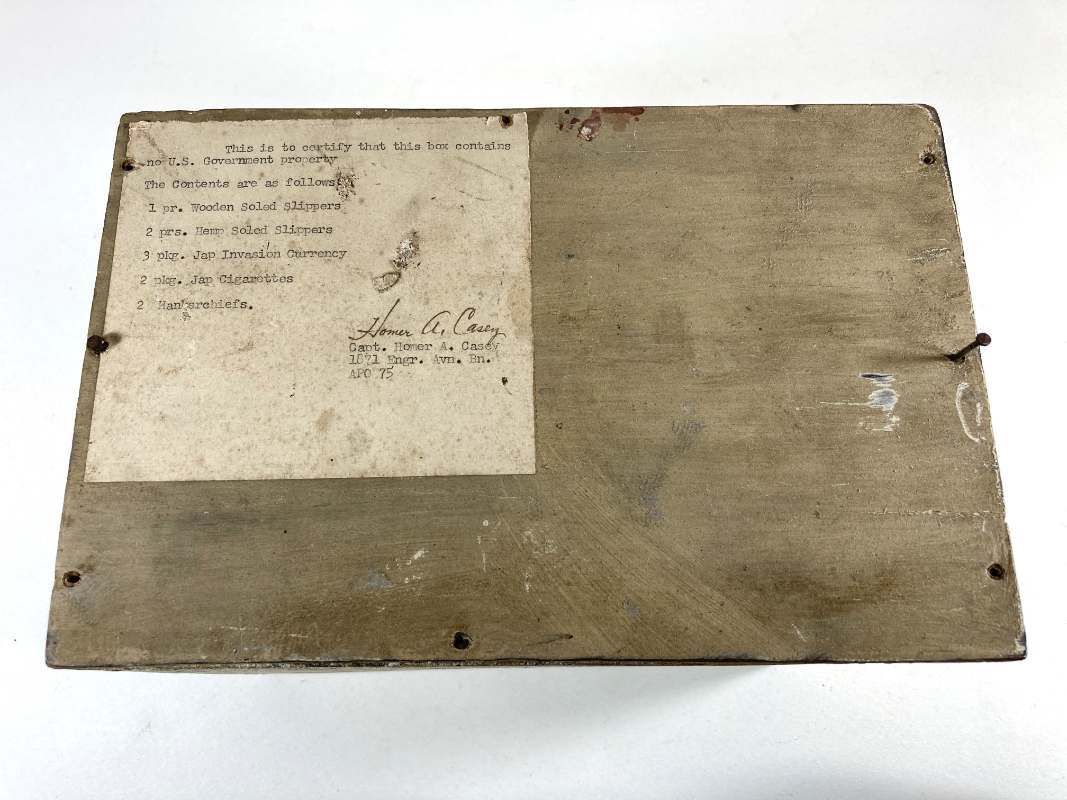 This is to certify that this box contains
no U.S. Government property
The Contents are as follows:
1 pr. Wooden Soled Slippers
2 prs. Hemp Soled Slippers
3 pkg. Jap Invasion Currency
2 pkg. Jap Cigarettes
2 Hankerchiefs.
Homer A. Casey
Capt. Homer A. Casey
1871 Engr. Avn. Bn.
APO 75